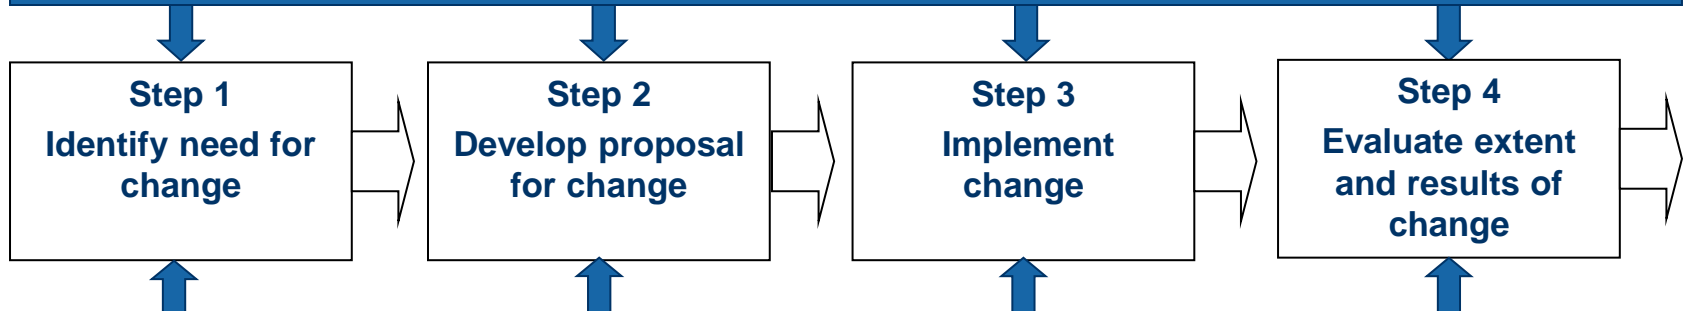 Step 1
Identify need for
change
Step 2
Develop proposal
for change
Step 3
Implement
change
Step 4
Evaluate extent
and results of
change